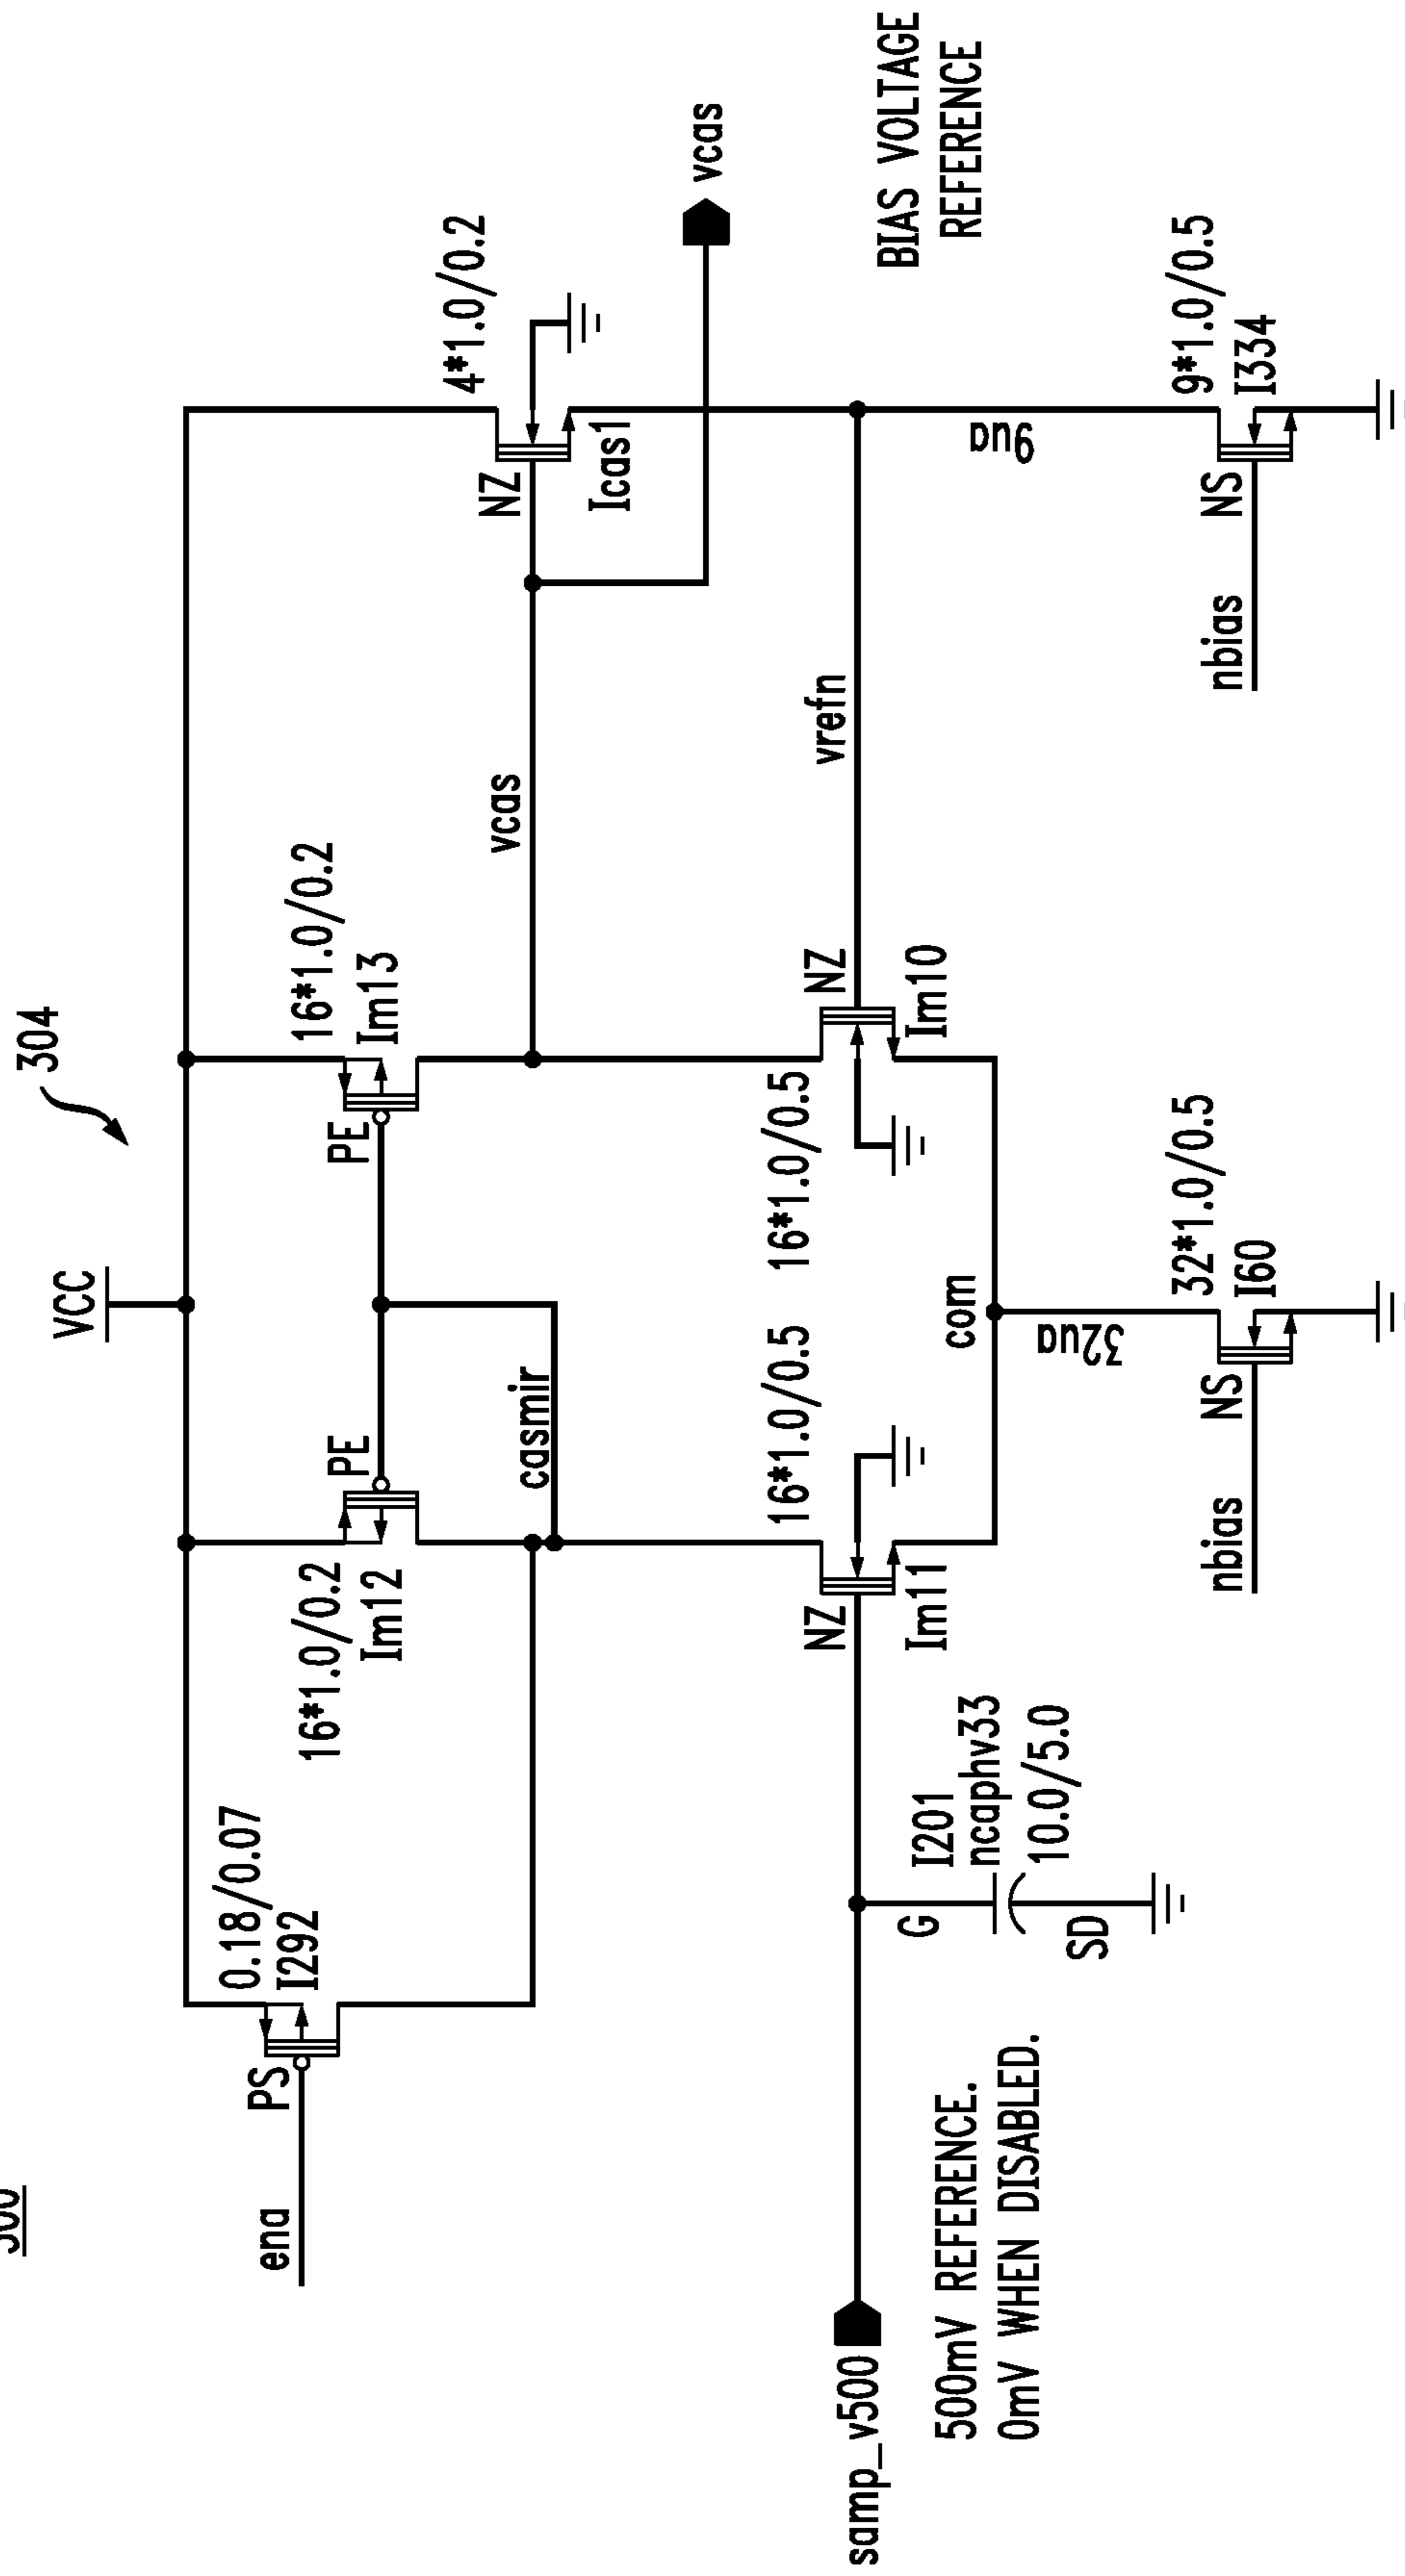 300
304
VCC
ena
PS
0.18/0.07
I292
16*1.0/0.2
Im12
PE
PE
16*1.0/0.2
Im13
casmir
vcas
NZ
4*1.0/0.2
Icas1
vcas
samp_v500
500mV REFERENCE.
0mV WHEN DISABLED.
G
I201
ncaphv33
10.0/5.0
SD
NZ
Im11
16*1.0/0.5
16*1.0/0.5
NZ
Im10
vrefn
com
32ua
9ua
BIAS VOLTAGE
REFERENCE
nbias
NS
32*1.0/0.5
I60
nbias
NS
9*1.0/0.5
I334